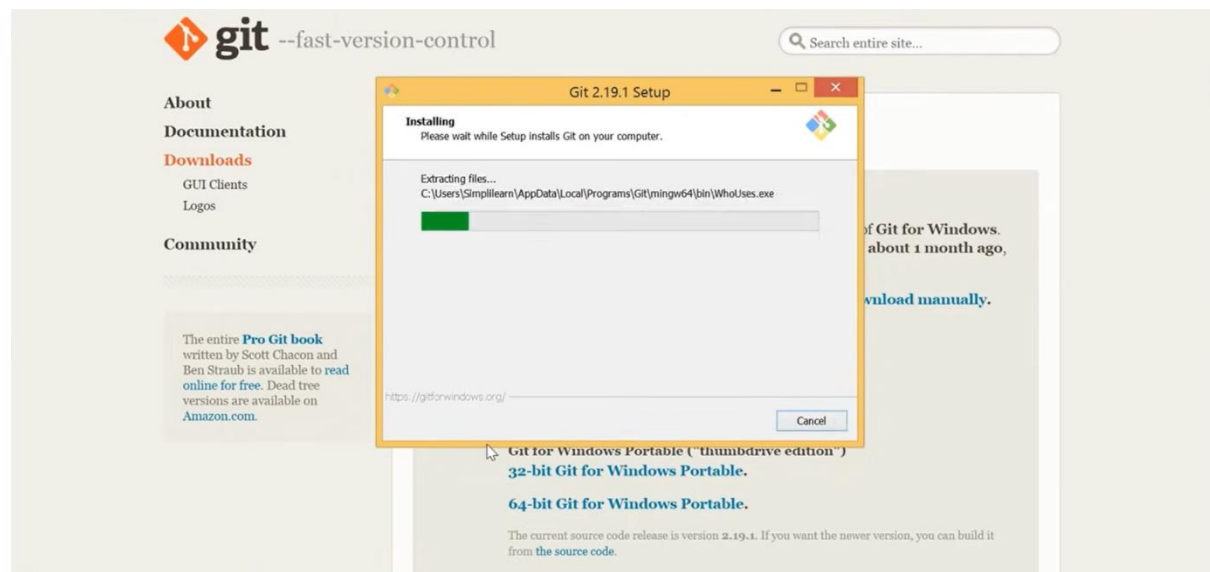 git --fast-version-control
Search entire site...
About
Documentation
Downloads
GUI Clients
Logos
Community
The entire Pro Git book
written by Scott Chacon and
Ben Straub is available to read
online for free. Dead tree
versions are available on
Amazon.com.
Git 2.19.1 Setup
Installing
Please wait while Setup installs Git on your computer.
Extracting files...
C:\Users\Simplilearn\AppData\Local\Programs\Git\mingw64\bin\WhoUses.exe
https://gitforwindows.org/
Cancel
of Git for Windows.
about 1 month ago,
wnload manually.
Git for Windows Portable ("thumbdrive edition")
32-bit Git for Windows Portable.
64-bit Git for Windows Portable.
The current source code release is version 2.19.1. If you want the newer version, you can build it
from the source code.